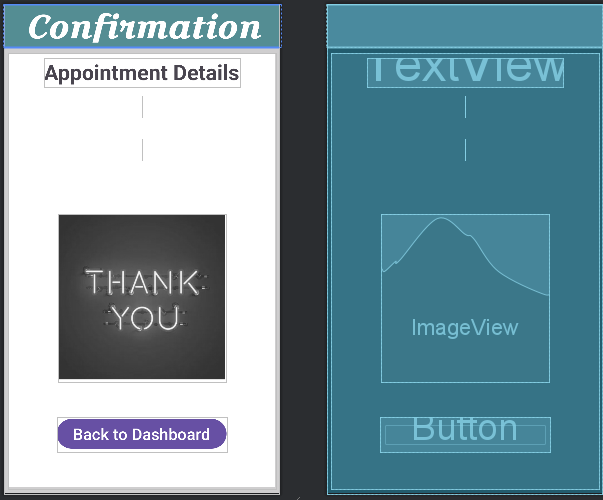 Confirmation
Appointment Details
THANK
YOU
Back to Dashboard
TextView
ImageView
Button